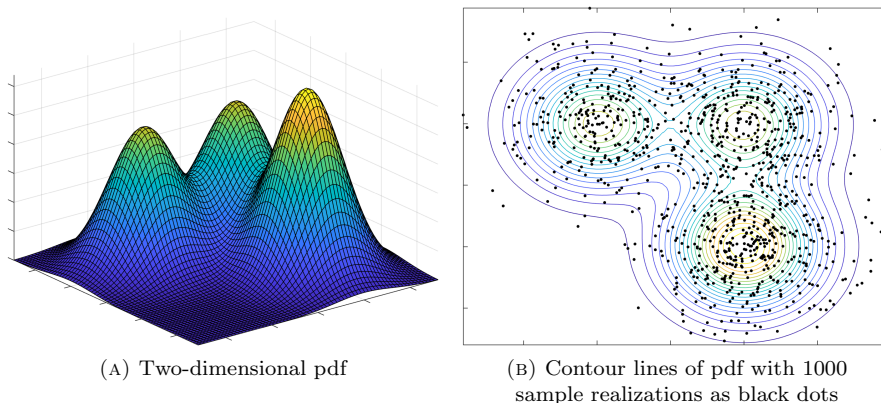 (A) Two-dimensional pdf
(B) Contour lines of pdf with 1000
sample realizations as black dots